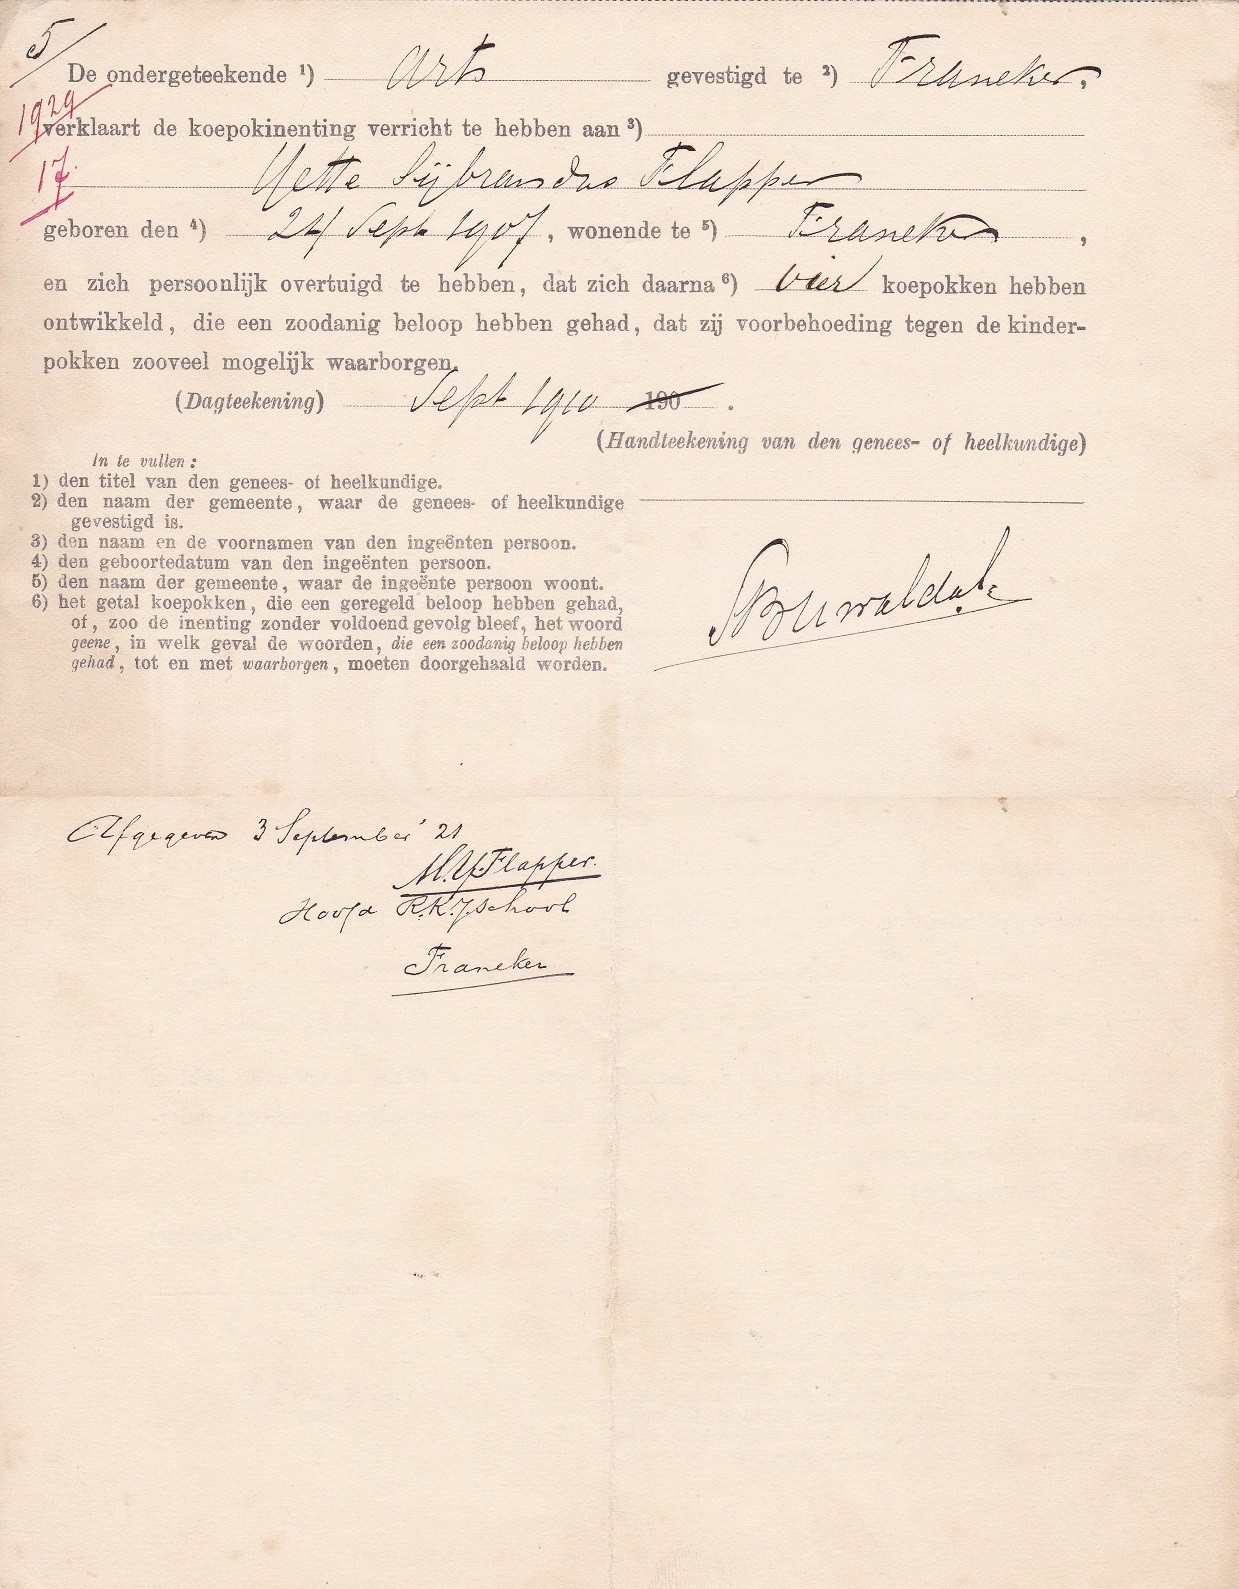 5/
De ondergeteekende ¹) Arts gevestigd te ²) Franeker,
1929
verklaart de koepokinenting verricht te hebben aan ³)
17
Yette Sijbrandus Flapper
geboren den ⁴) 24 Sept 1907, wonende te ⁵) Franeker,
en zich persoonlijk overtuigd te hebben, dat zich daarna ⁶) vier koepokken hebben
ontwikkeld, die een zoodanig beloop hebben gehad, dat zij voorbehoeding tegen de kinder-
pokken zooveel mogelijk waarborgen.
(Dagteekening) Sept 1910 190 .
(Handteekening van den genees- of heelkundige)
In te vullen:
1) den titel van den genees- of heelkundige.
2) den naam der gemeente, waar de genees- of heelkundige
gevestigd is.
3) den naam en de voornamen van den ingeënten persoon.
4) den geboortedatum van den ingeënten persoon.
5) den naam der gemeente, waar de ingeënte persoon woont.
6) het getal koepokken, die een geregeld beloop hebben gehad,
of, zoo de inenting zonder voldoend gevolg bleef, het woord
geene, in welk geval de woorden, die een zoodanig beloop hebben
gehad, tot en met waarborgen, moeten doorgehaald worden.
Afgegeven 3 September '21
M.Y. Flapper.
Hoofd R.K.J. School
Franeker